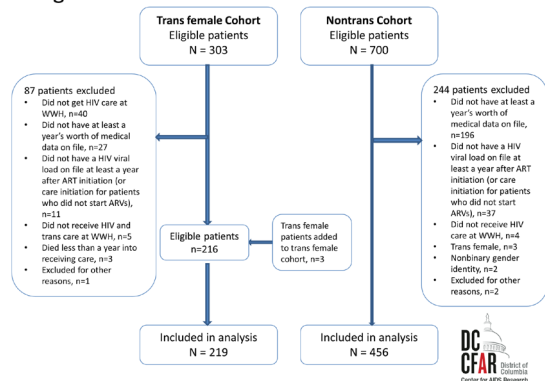 Trans female Cohort
Eligible patients
N = 303
Nontrans Cohort
Eligible patients
N = 700
87 patients excluded
• Did not get HIV care at
WWH, n=40
• Did not have at least a
year's worth of medical
data on file, n=27
• Did not have a HIV viral
load on file at least a year
after ART initiation (or
care initiation for patients
who did not start ARVs),
n=11
• Did not receive HIV and
trans care at WWH, n=5
• Died less than a year into
receiving care, n=3
• Excluded for other
reasons, n=1
244 patients excluded
• Did not have at least a
year's worth of
medical data on file,
n=196
• Did not have a HIV
viral load on file at
least a year after ART
initiation (or care
initiation for patients
who did not start
ARVs), n=37
• Did not receive HIV
care at WWH, n=4
• Trans female, n=3
• Nonbinary gender
identity, n=2
• Excluded for other
reasons, n=2
Eligible patients
n=216
Trans female
patients added
to trans female
cohort, n=3
Included in analysis
N = 219
Included in analysis
N = 456
DC
CFAR
District of
Columbia
Center for AIDS Research